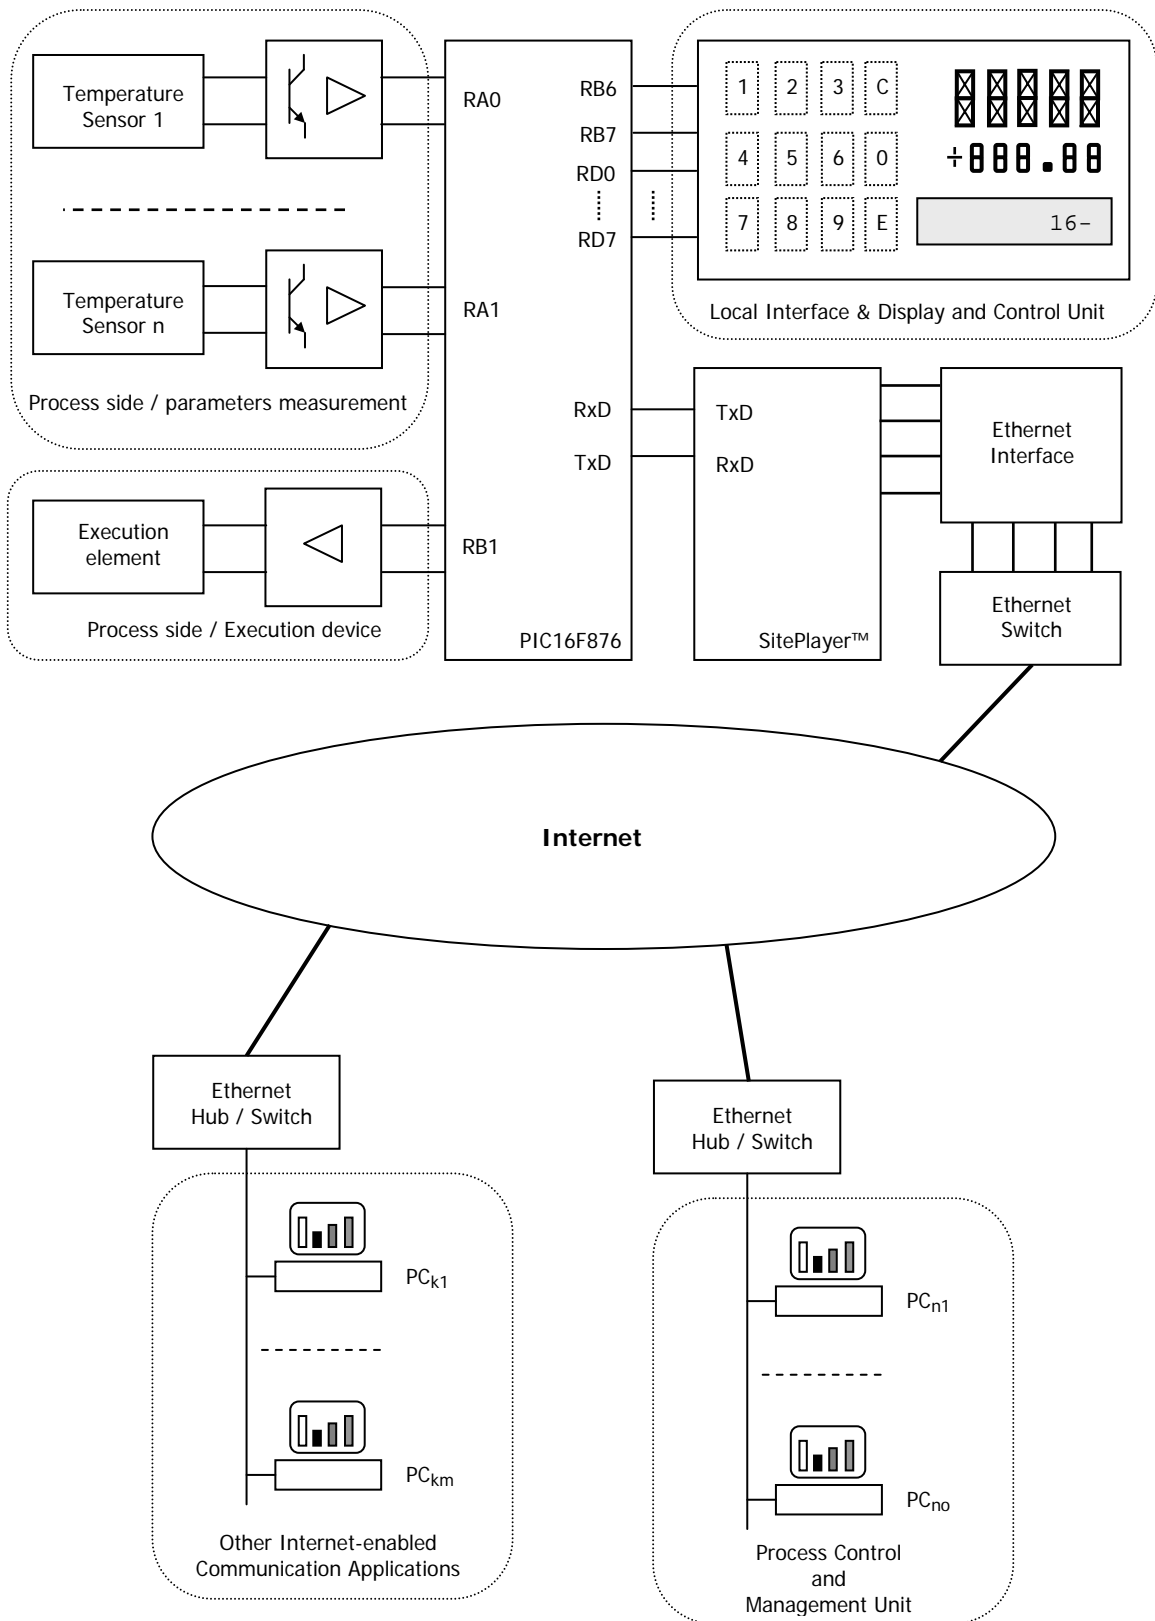 Temperature
Sensor 1
RA0
RB6
RB7
RD0
RD7
1 2 3 C
4 5 6 0
7 8 9 E
÷888.88
16-
Temperature
Sensor n
RA1
Local Interface & Display and Control Unit
Process side / parameters measurement
RxD
TxD
TxD
RxD
Ethernet
Interface
Execution
element
RB1
Process side / Execution device
PIC16F876
SitePlayer™
Ethernet
Switch
Internet
Ethernet
Hub / Switch
Ethernet
Hub / Switch
PCk1
PCkm
Other Internet-enabled
Communication Applications
PCn1
PCno
Process Control
and
Management Unit